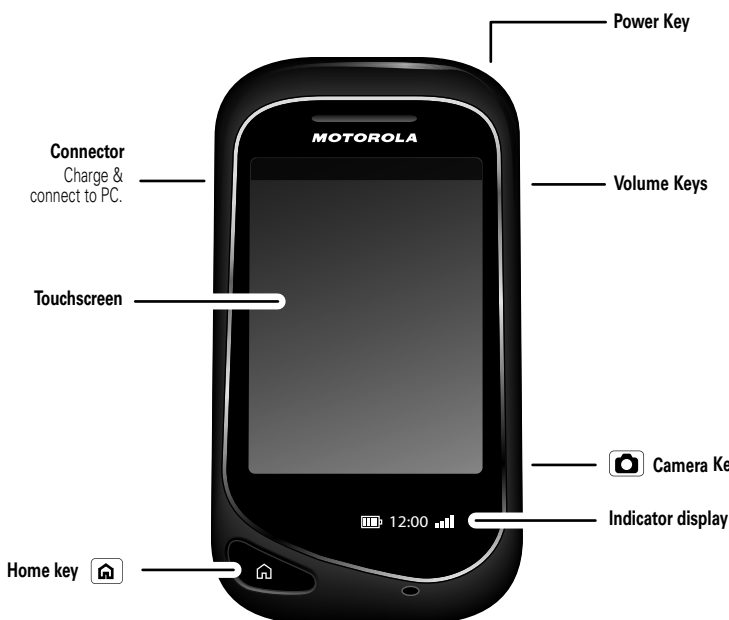 Power Key
MOTOROLA
Connector
Charge &
connect to PC.
Volume Keys
Touchscreen
Camera Ke
12:00
Indicator display
Home key